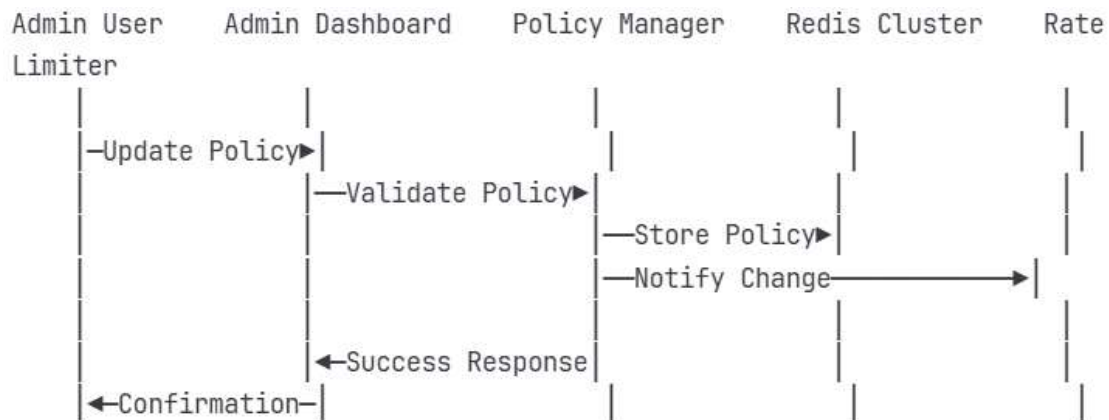 Admin User Admin Dashboard Policy Manager Redis Cluster Rate
Limiter
Update Policy
Validate Policy
Store Policy
Notify Change
Success Response
Confirmation